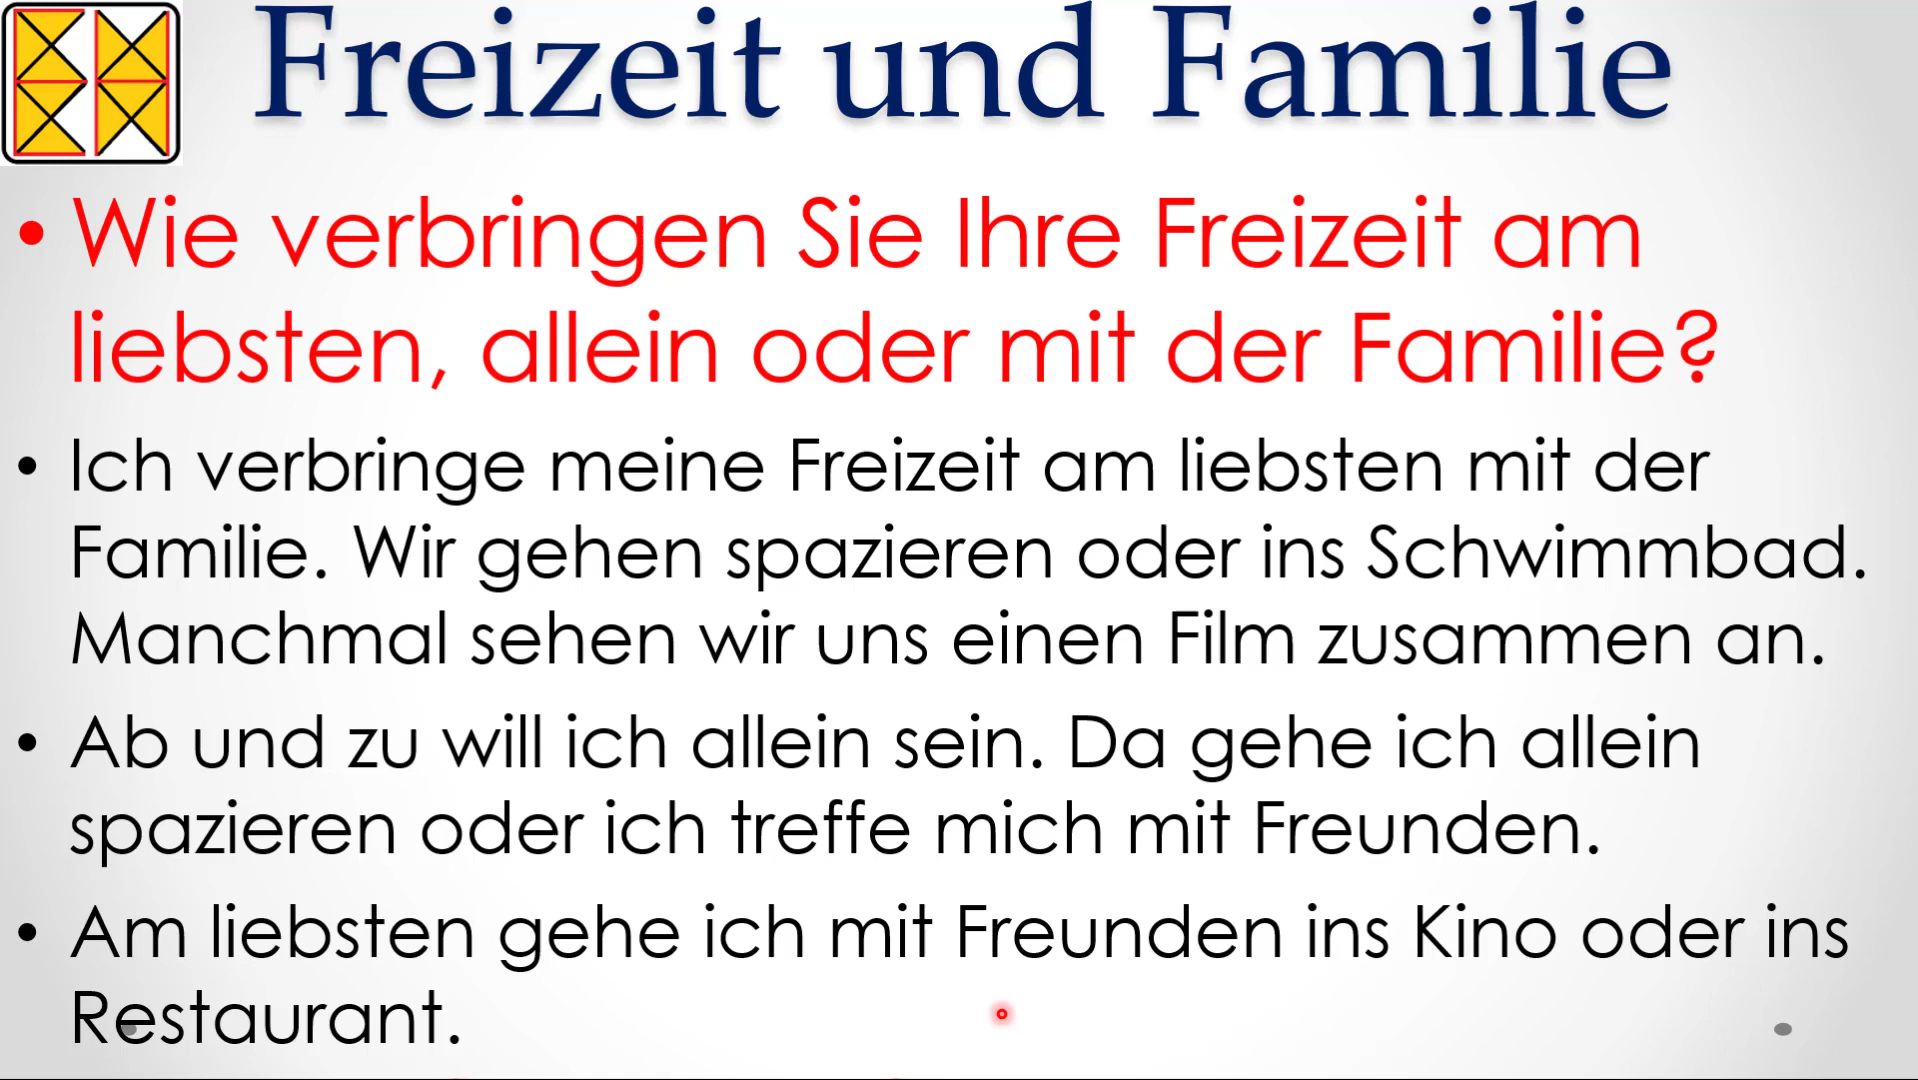 Freizeit und Familie
• Wie verbringen Sie Ihre Freizeit am
liebsten, allein oder mit der Familie?
• Ich verbringe meine Freizeit am liebsten mit der
Familie. Wir gehen spazieren oder ins Schwimmbad.
Manchmal sehen wir uns einen Film zusammen an.
• Ab und zu will ich allein sein. Da gehe ich allein
spazieren oder ich treffe mich mit Freunden.
• Am liebsten gehe ich mit Freunden ins Kino oder ins
Restaurant.